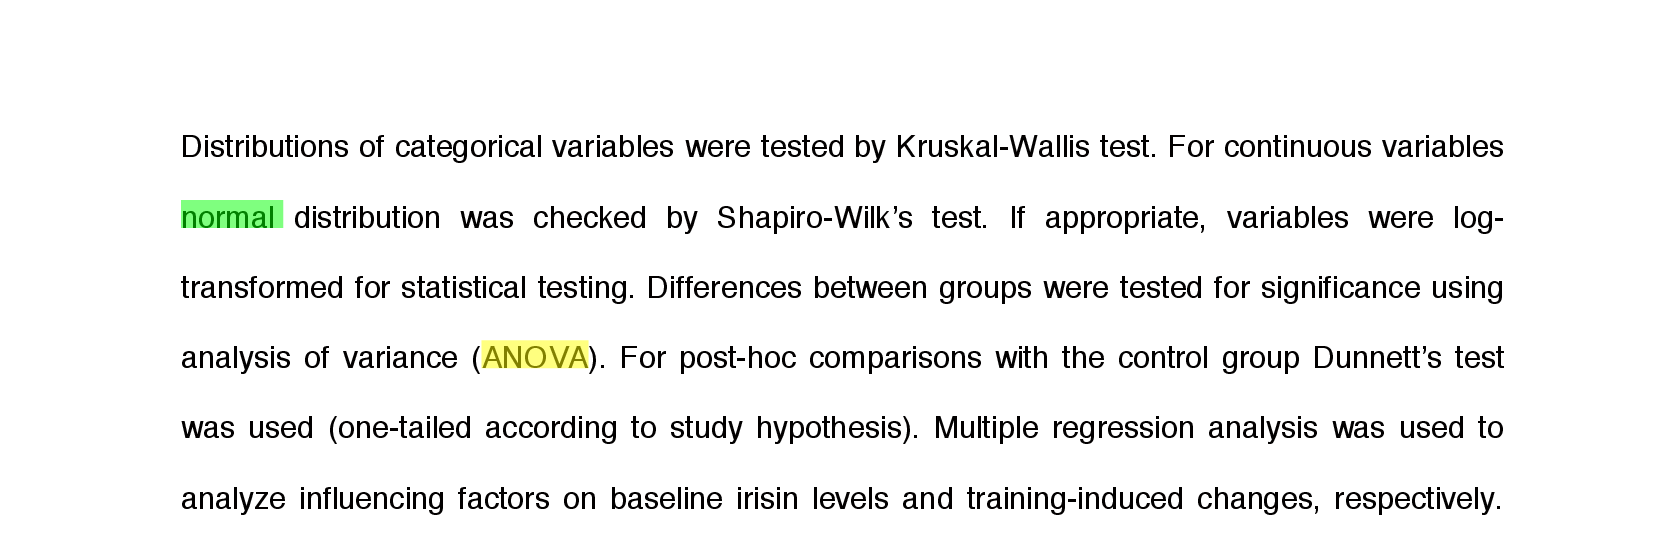 Distributions of categorical variables were tested by Kruskal-Wallis test. For continuous variables
normal distribution was checked by Shapiro-Wilk’s test. If appropriate, variables were log-
transformed for statistical testing. Differences between groups were tested for significance using
analysis of variance (ANOVA). For post-hoc comparisons with the control group Dunnett’s test
was used (one-tailed according to study hypothesis). Multiple regression analysis was used to
analyze influencing factors on baseline irisin levels and training-induced changes, respectively.